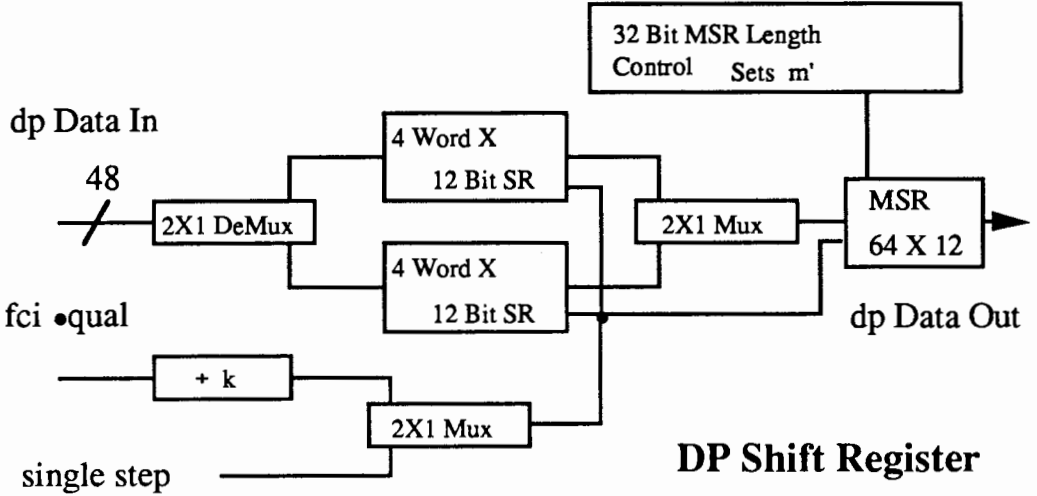 32 Bit MSR Length
Control Sets m'
dp Data In
48
4 Word X
12 Bit SR
2X1 DeMux
2X1 Mux
MSR
64 X 12
4 Word X
12 Bit SR
fci •qual
dp Data Out
+ k
2X1 Mux
single step
DP Shift Register